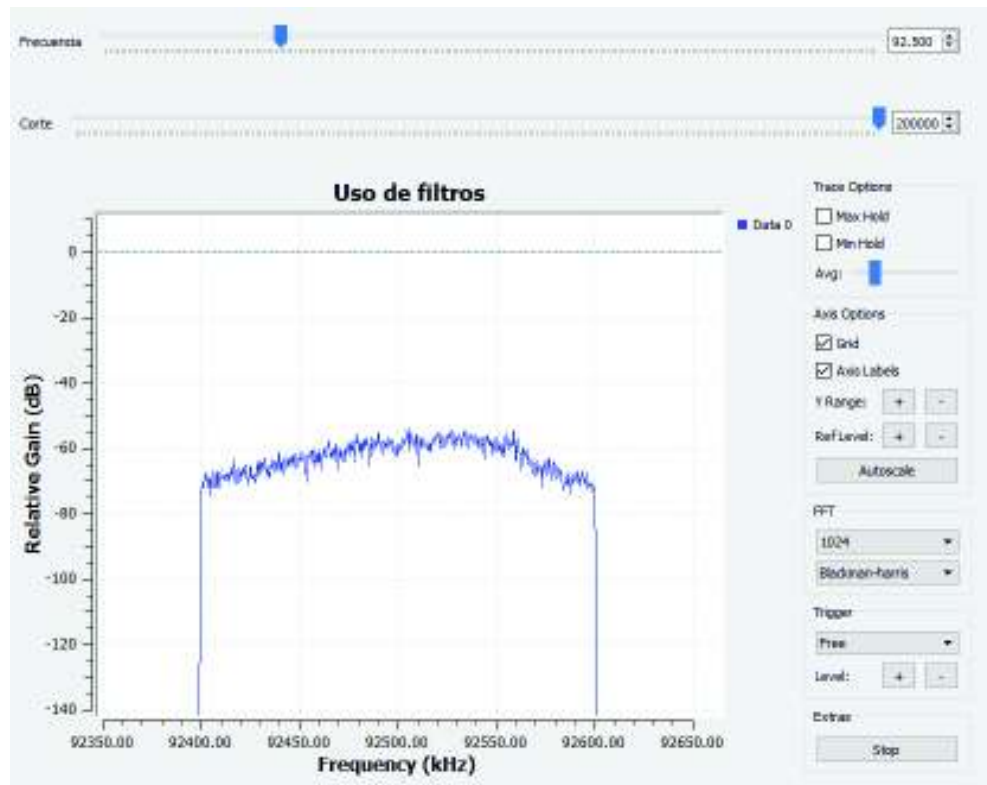 Frecuencia 92.500
Corte 200000
Uso de filtros
Data 0
Relative Gain (dB)
0
-20
-40
-60
-80
-100
-120
-140
92350.00 92400.00 92450.00 92500.00 92550.00 92600.00 92650.00
Frequency (kHz)
Trace Options
Max Hold
Min Hold
Avg:
Axis Options
Grid
Axis Labels
Y Range: + -
Ref Level: + -
Autoscale
FFT
1024
Blackman-harris
Trigger
Free
Level: + -
Extras
Stop